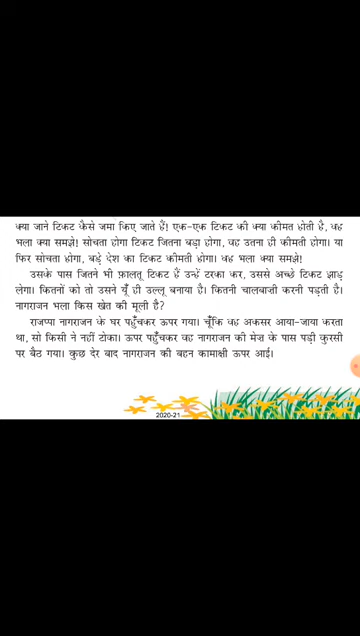 क्या जाने टिकट कैसे जमा किए जाते हैं! एक-एक टिकट की क्या कीमत होती है, वह
भला क्या समझे! सोचता होगा टिकट जितना बड़ा होगा, वह उतना ही कीमती होगा। या
फिर सोचता होगा, बड़े देश का टिकट कीमती होगा। वह भला क्या समझे!
उसके पास जितने भी फ़ालतू टिकट हैं उन्हें टरका कर, उससे अच्छे टिकट झाड़
लेगा। कितनों को तो उसने यूँ ही उल्लू बनाया है। कितनी चालबाज़ी करनी पड़ती है।
नागराजन भला किस खेत की मूली है?
राजप्पा नागराजन के घर पहुँचकर ऊपर गया। चूँकि वह अकसर आया-जाया करता
था, सो किसी ने नहीं टोका। ऊपर पहुँचकर वह नागराजन की मेज़ के पास पड़ी कुरसी
पर बैठ गया। कुछ देर बाद नागराजन की बहन कामाक्षी ऊपर आई।
2020-21